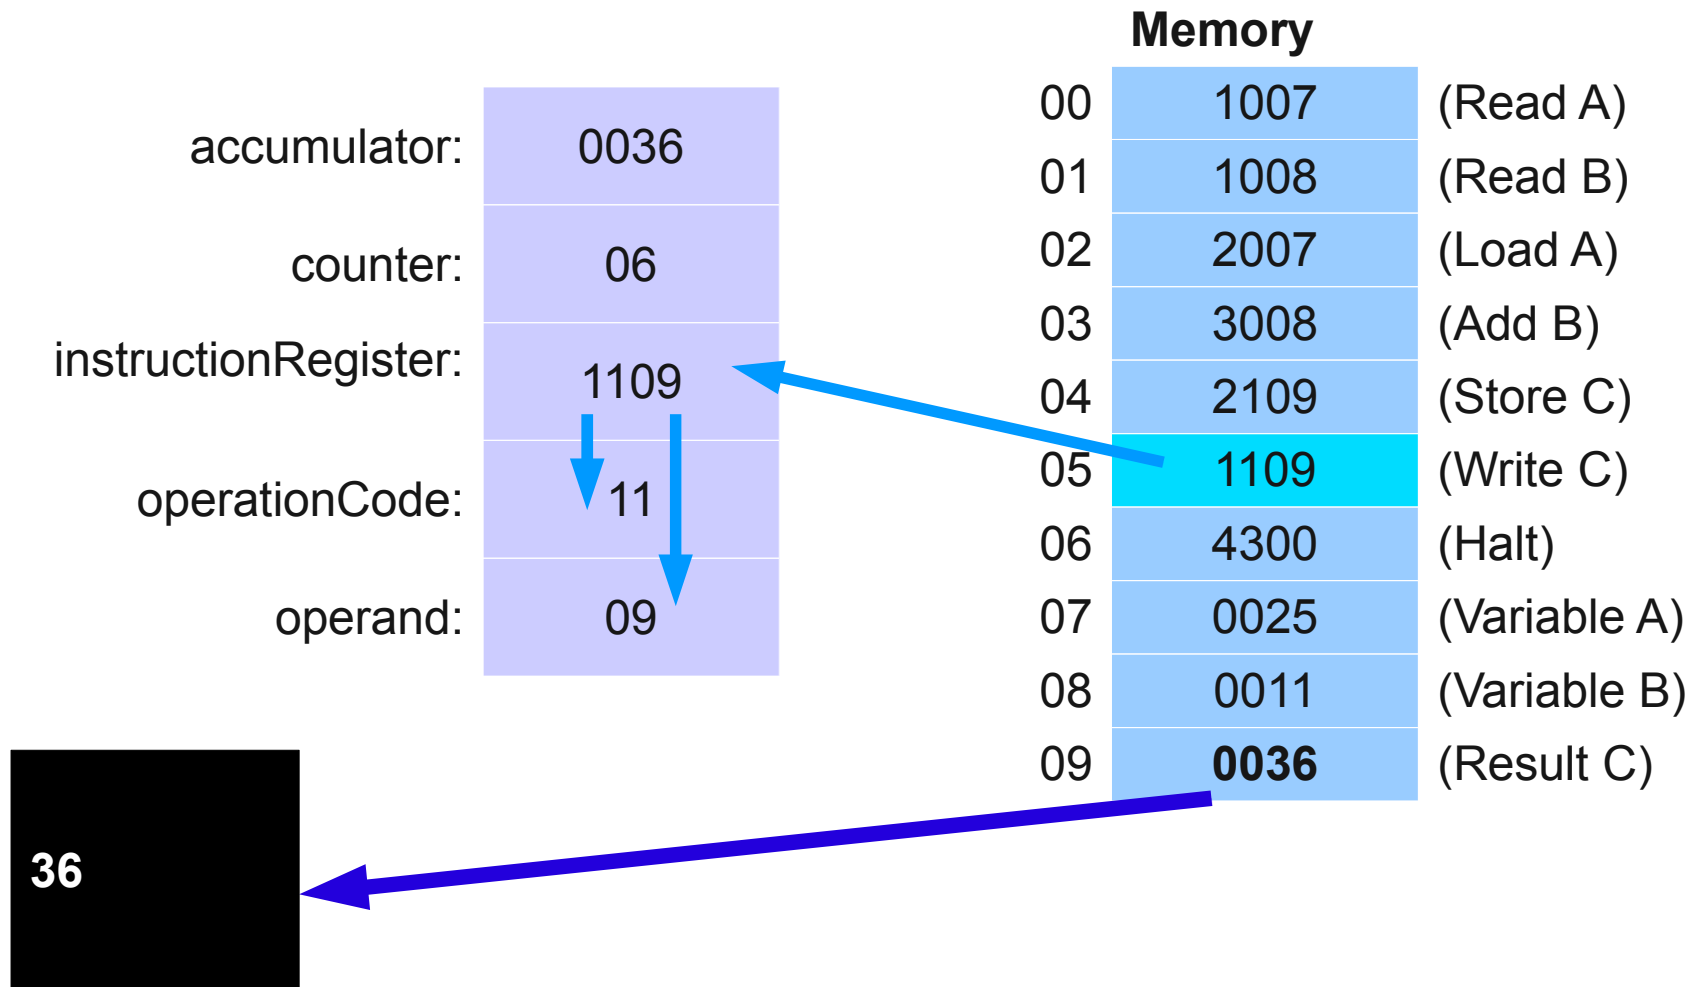 Memory
accumulator: 0036
counter: 06
instructionRegister: 1109
operationCode: 11
operand: 09
00 1007 (Read A)
01 1008 (Read B)
02 2007 (Load A)
03 3008 (Add B)
04 2109 (Store C)
05 1109 (Write C)
06 4300 (Halt)
07 0025 (Variable A)
08 0011 (Variable B)
09 0036 (Result C)
36